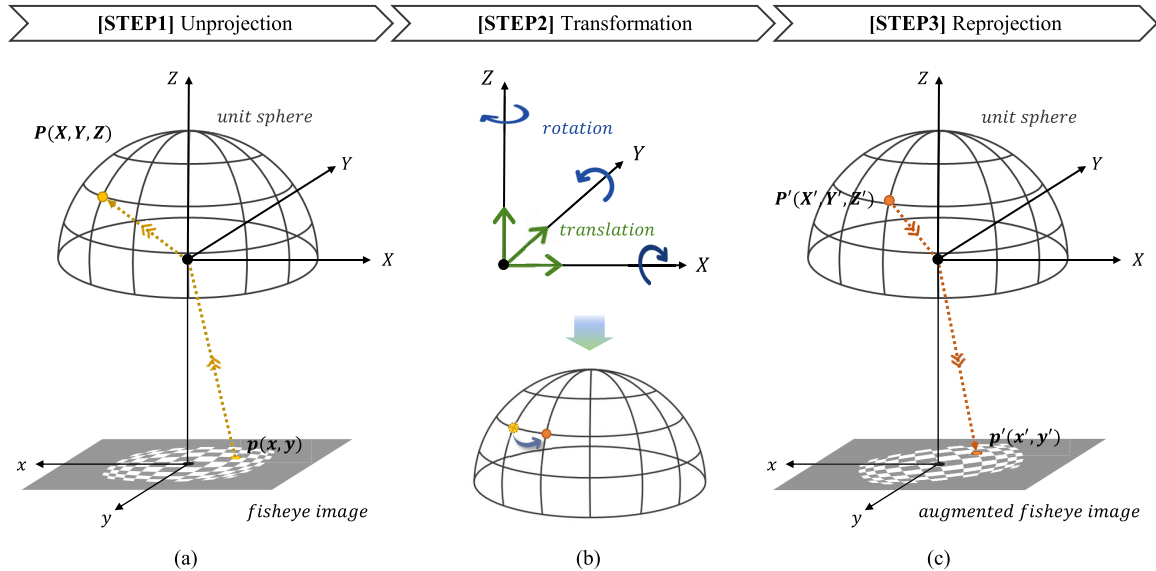 [STEP1] Unprojection
[STEP2] Transformation
[STEP3] Reprojection
Z
unit sphere
P(X, Y, Z)
Y
X
p(x, y)
x
y
fisheye image
(a)
Z
rotation
Y
translation
X
(b)
Z
unit sphere
Y
P′(X′, Y′, Z′)
X
p′(x′, y′)
x
y
augmented fisheye image
(c)